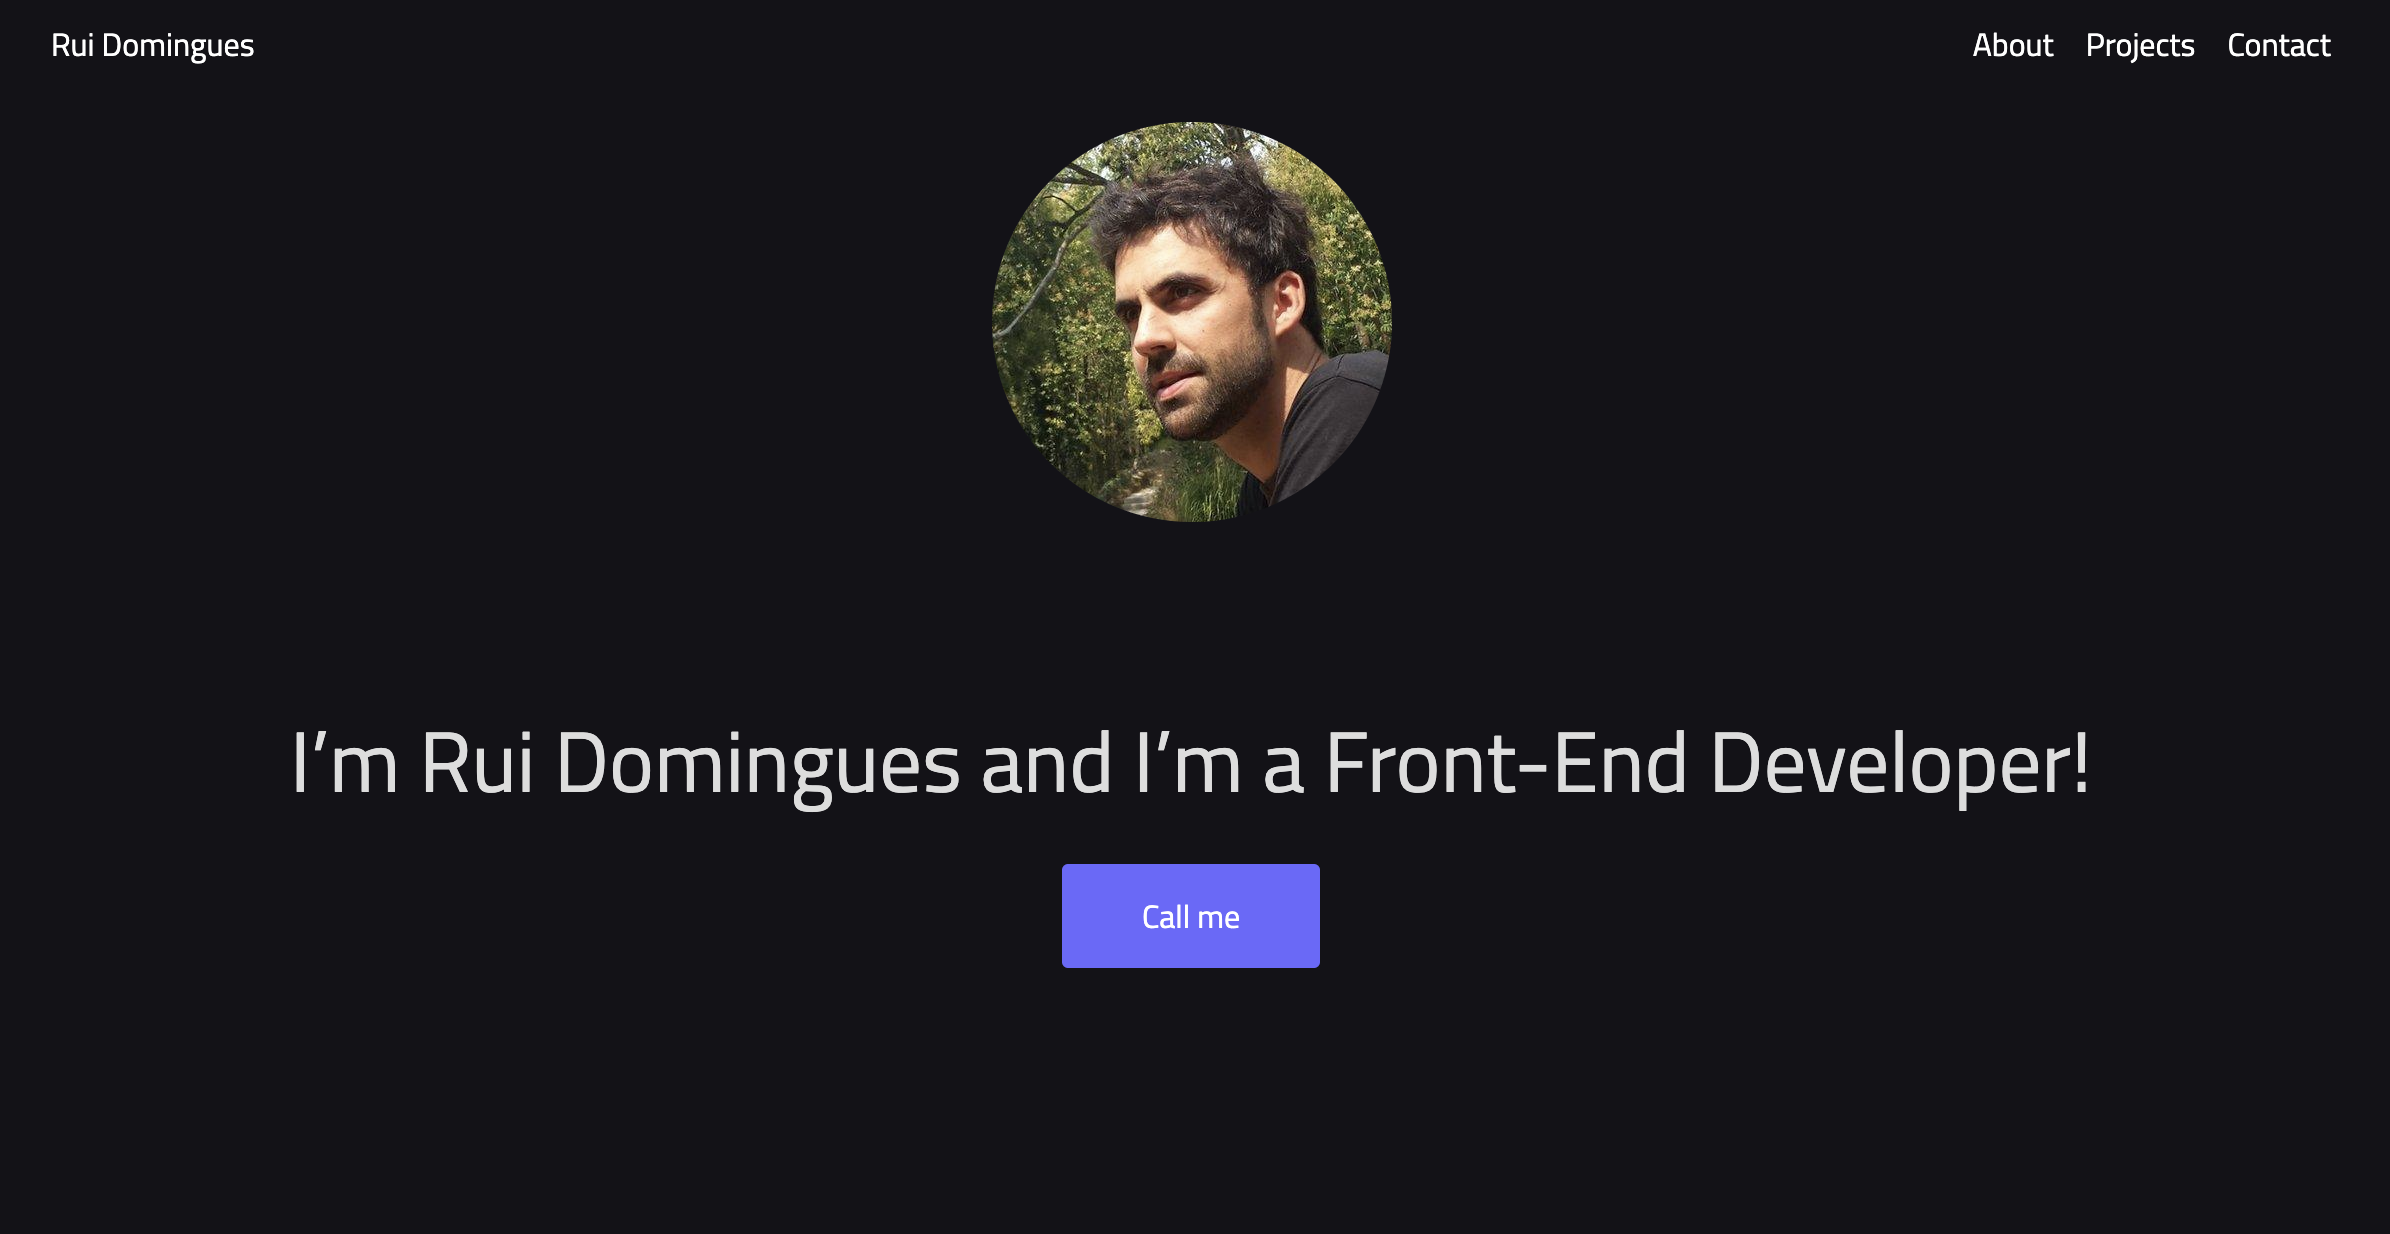 Rui Domingues
About Projects Contact
I’m Rui Domingues and I’m a Front-End Developer!
Call me